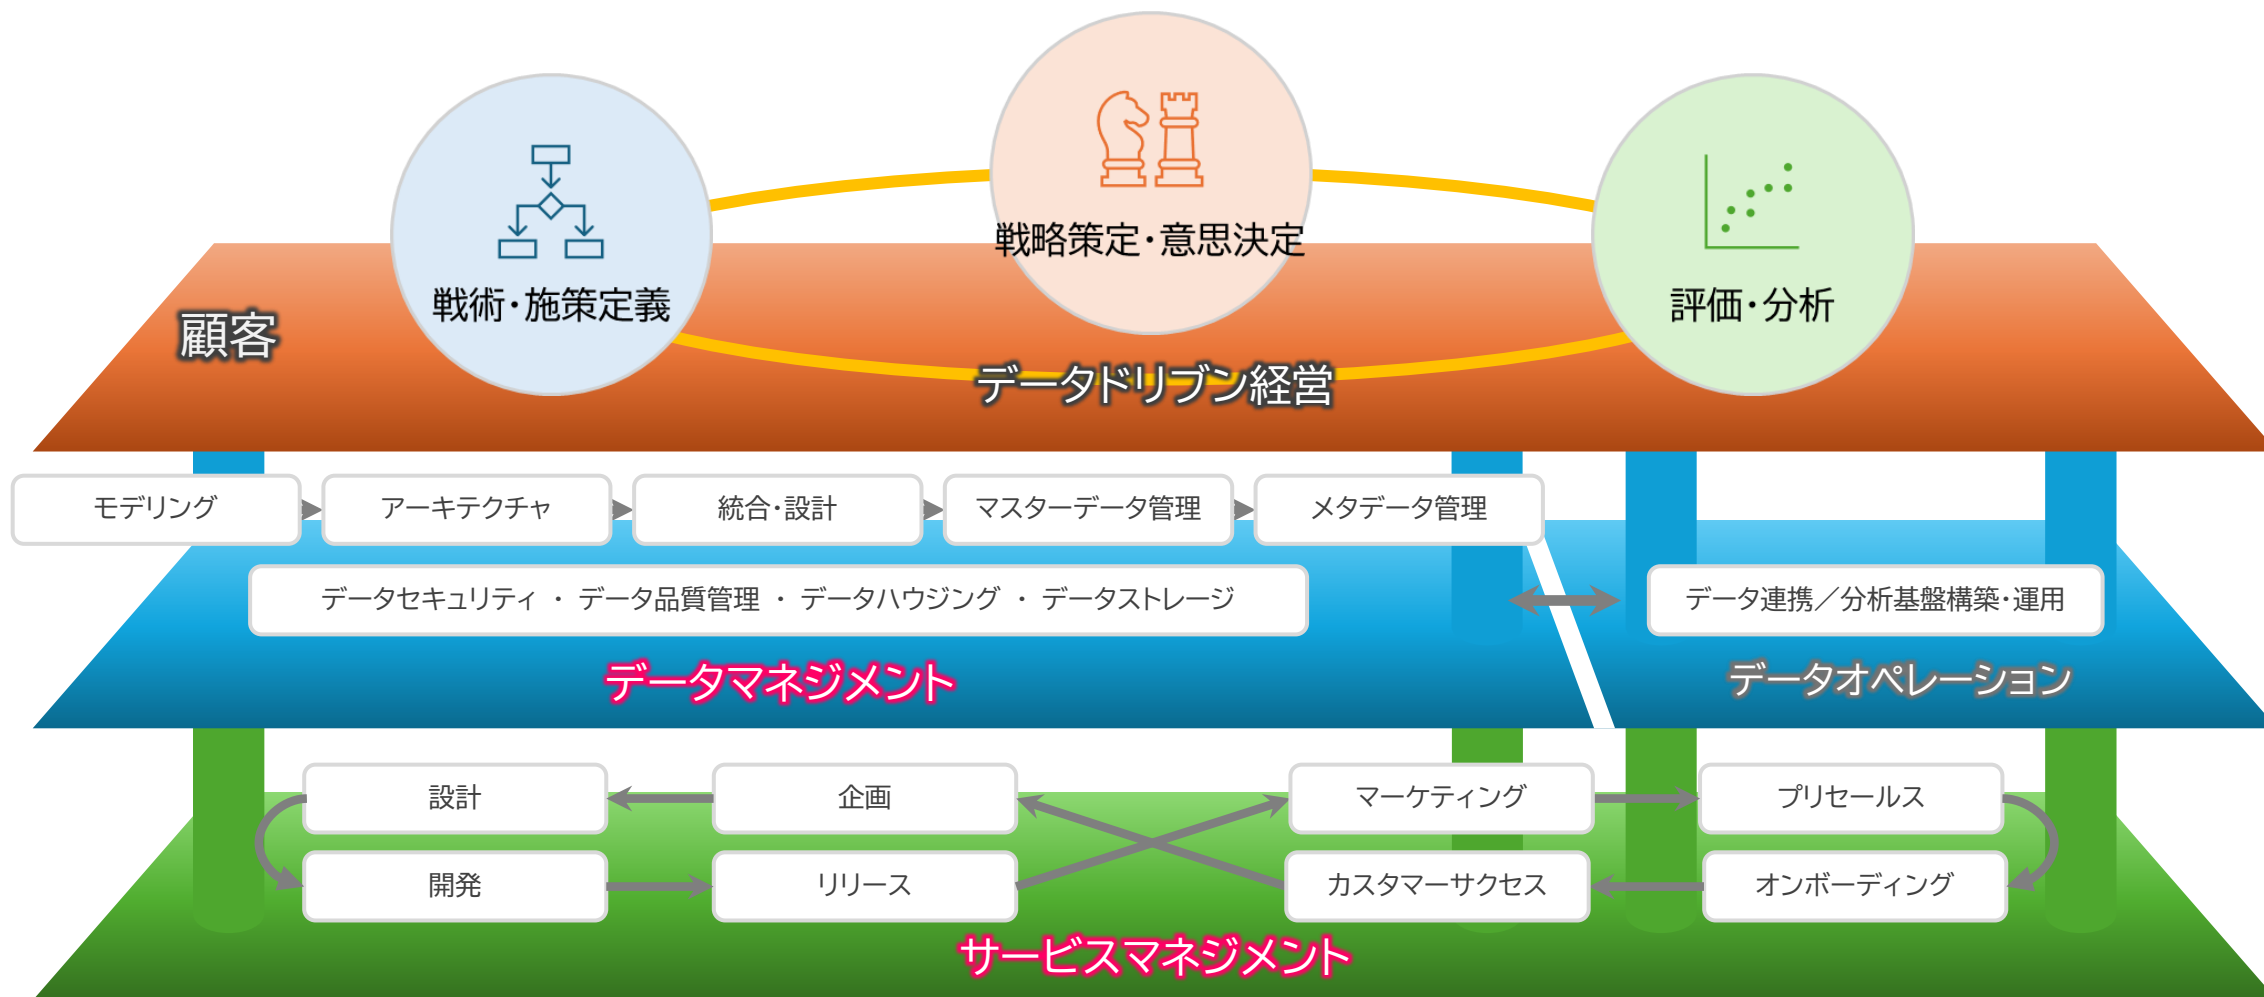 戦略策定・意思決定
戦術・施策定義
評価・分析
顧客
データドリブン経営
モデリング
アーキテクチャ
統合・設計
マスターデータ管理
メタデータ管理
データセキュリティ ・ データ品質管理 ・ データハウジング ・ データストレージ
データ連携／分析基盤構築・運用
データマネジメント
データオペレーション
設計
企画
マーケティング
プリセールス
開発
リリース
カスタマーサクセス
オンボーディング
サービスマネジメント